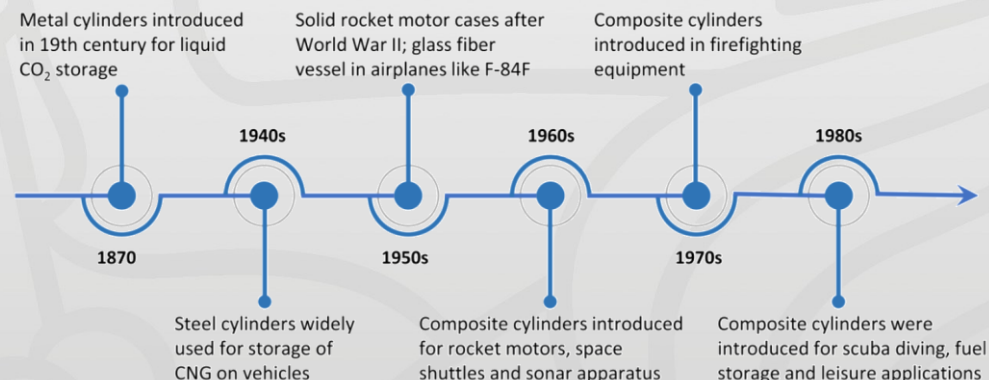 Metal cylinders introduced
in 19th century for liquid
CO₂ storage
Solid rocket motor cases after
World War II; glass fiber
vessel in airplanes like F-84F
Composite cylinders
introduced in firefighting
equipment
1940s
1960s
1980s
1870
1950s
1970s
Steel cylinders widely
used for storage of
CNG on vehicles
Composite cylinders introduced
for rocket motors, space
shuttles and sonar apparatus
Composite cylinders were
introduced for scuba diving, fuel
storage and leisure applications